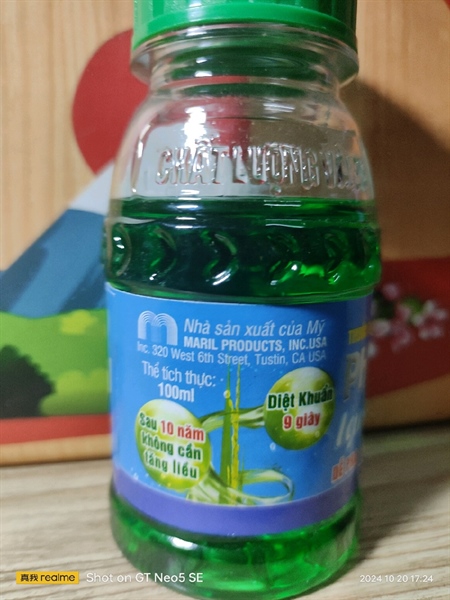 CHẤT LƯỢNG
Nhà sản xuất của Mỹ
MARIL PRODUCTS, INC.USA
Inc. 320 West 6th Street, Tustin, CA USA
Thể tích thực:
100ml
Diệt Khuẩn
9 giây
Sau 10 năm
không cần
tăng liều
真我 realme
Shot on GT Neo5 SE
2024.10.20 17:24